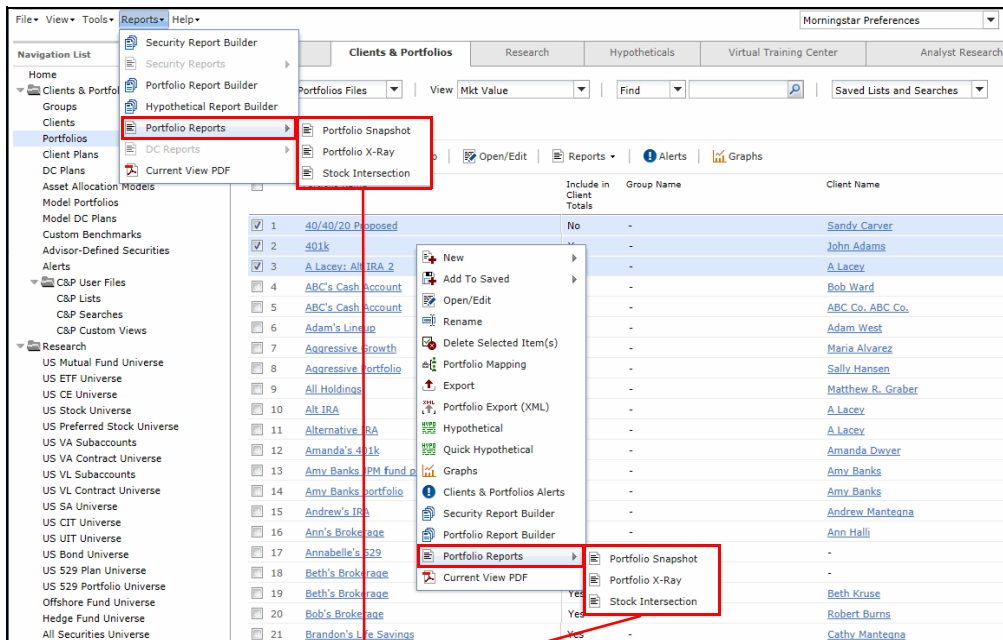 File View Tools Reports Help Morningstar Preferences
Navigation List
Clients & Portfolios Research Hypotheticals Virtual Training Center Analyst Research
Security Report Builder
Security Reports
Portfolio Report Builder
Hypothetical Report Builder
Portfolio Reports
DC Reports
Current View PDF
Portfolio Snapshot
Portfolio X-Ray
Stock Intersection
Portfolios Files View Mkt Value Find Saved Lists and Searches
Open/Edit Reports Alerts Graphs
Home
Clients & Portfol
Groups
Clients
Portfolios
Client Plans
DC Plans
Asset Allocation Models
Model Portfolios
Model DC Plans
Custom Benchmarks
Advisor-Defined Securities
Alerts
C&P User Files
C&P Lists
C&P Searches
C&P Custom Views
Research
US Mutual Fund Universe
US ETF Universe
US CE Universe
US Stock Universe
US Preferred Stock Universe
US VA Subaccounts
US VA Contract Universe
US VL Subaccounts
US VL Contract Universe
US SA Universe
US CIT Universe
US UIT Universe
US Bond Universe
US 529 Plan Universe
US 529 Portfolio Universe
Offshore Fund Universe
Hedge Fund Universe
All Securities Universe
Include in
Client
Totals
Group Name Client Name
1 40/40/20 Proposed No - Sandy Carver
2 401k - John Adams
3 A Lacey: Alt IRA 2 - A Lacey
4 ABC's Cash Account - Bob Ward
5 ABC's Cash Account - ABC Co. ABC Co.
6 Adam's Lineup - Adam West
7 Aggressive Growth - Maria Alvarez
8 Aggressive Portfolio - Sally Hansen
9 All Holdings - Matthew R. Graber
10 Alt IRA - A Lacey
11 Alternative IRA - A Lacey
12 Amanda's 401k - Amanda Dwyer
13 Amy Banks JPM fund p - Amy Banks
14 Amy Banks portfolio - Amy Banks
15 Andrew's IRA - Andrew Mantegna
16 Ann's Brokerage - Ann Halli
17 Annabelle's 529 -
18 Beth's Brokerage -
19 Beth's Brokerage Yes Beth Kruse
20 Bob's Brokerage Yes Robert Burns
21 Brandon's Life Savings Yes - Cathy Mantegna
New
Add To Saved
Open/Edit
Rename
Delete Selected Item(s)
Portfolio Mapping
Export
Portfolio Export (XML)
Hypothetical
Quick Hypothetical
Graphs
Clients & Portfolios Alerts
Security Report Builder
Portfolio Report Builder
Portfolio Reports
Current View PDF
Portfolio Snapshot
Portfolio X-Ray
Stock Intersection